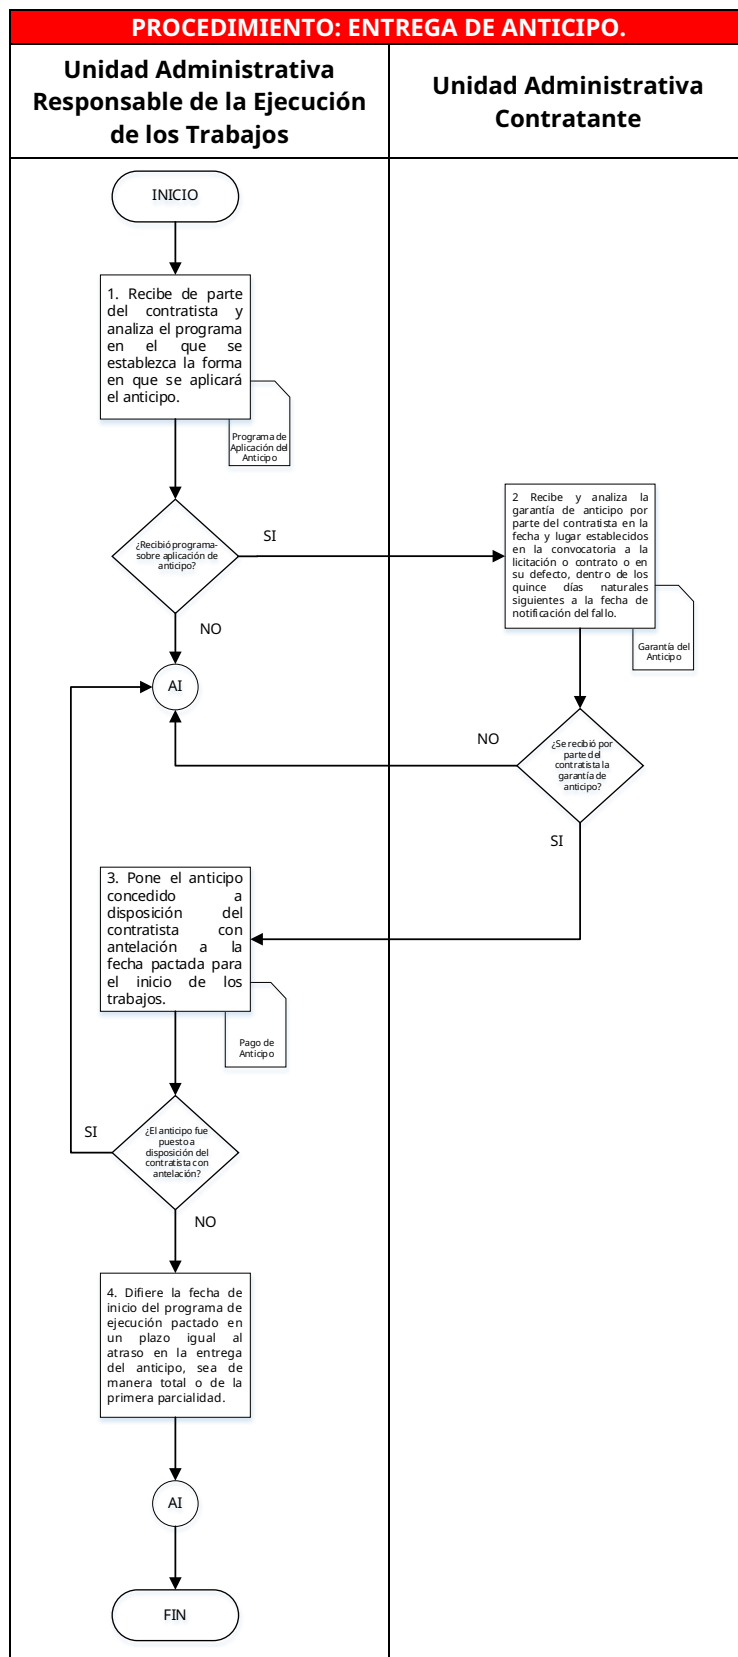 PROCEDIMIENTO: ENTREGA DE ANTICIPO.
Unidad Administrativa
Responsable de la Ejecución
de los Trabajos
Unidad Administrativa
Contratante
INICIO
1. Recibe de parte
del contratista y
analiza el programa
en el que se
establezca la forma
en que se aplicará
el anticipo.
Programa de
Aplicación del
Anticipo
¿Recibió programa-
sobre aplicación de
anticipo?
SI
NO
2 Recibe y analiza la
garantía de anticipo por
parte del contratista en la
fecha y lugar establecidos
en la convocatoria a la
licitación o contrato o en
su defecto, dentro de los
quince días naturales
siguientes a la fecha de
notificación del fallo.
Garantía del
Anticipo
AI
¿Se recibió por
parte del
contratista la
garantía de
anticipo?
NO
SI
3. Pone el anticipo
concedido a
disposición del
contratista con
antelación a la
fecha pactada para
el inicio de los
trabajos.
Pago de
Anticipo
¿El anticipo fue
puesto a
disposición del
contratista con
antelación?
SI
NO
4. Difiere la fecha de
inicio del programa de
ejecución pactado en
un plazo igual al
atraso en la entrega
del anticipo, sea de
manera total o de la
primera parcialidad.
AI
FIN